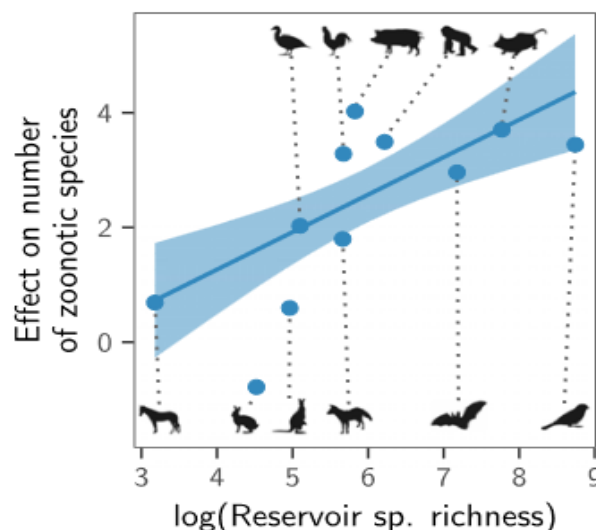 Effect on number
of zoonotic species
4
2
0
3 4 5 6 7 8 9
log(Reservoir sp. richness)